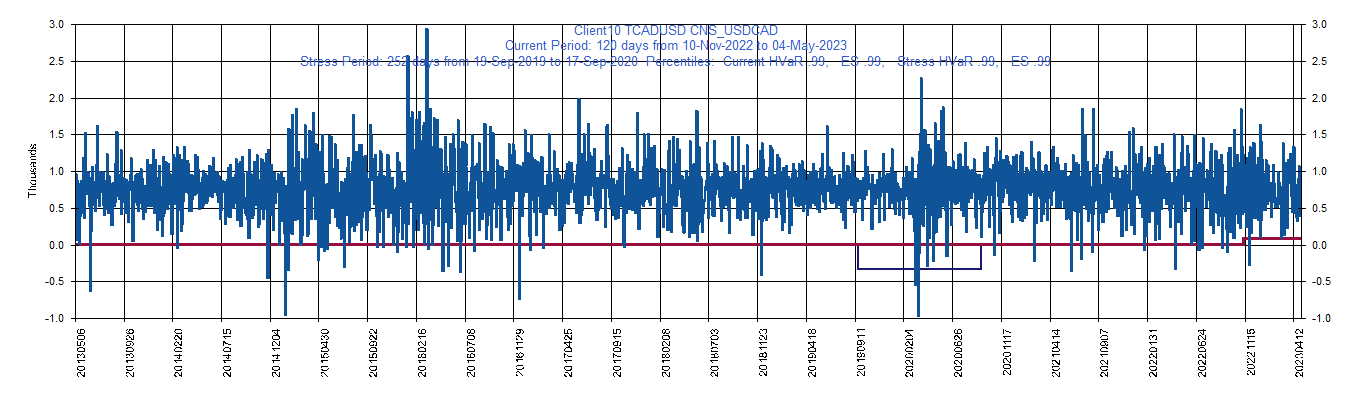 Client10 TCADUSD CNS_USDCAD
Current Period: 120 days from 10-Nov-2022 to 04-May-2023
Stress Period: 252 days from 19-Sep-2019 to 17-Sep-2020 Percentiles: Current HVaR .99, ES .99, Stress HVaR .99, ES .99
3.0 3.0
2.5 2.5
2.0 2.0
1.5 1.5
1.0 1.0
0.5 0.5
0.0 0.0
-0.5 -0.5
-1.0 -1.0
Thousands
20130506 20130926 20140220 20140715 20141204 20150430 20150922 20160216 20160708 20161129 20170425 20170915 20180208 20180703 20181123 20190418 20190911 20200204 20200626 20201117 20210414 20210907 20220131 20220624 20221115 20230412